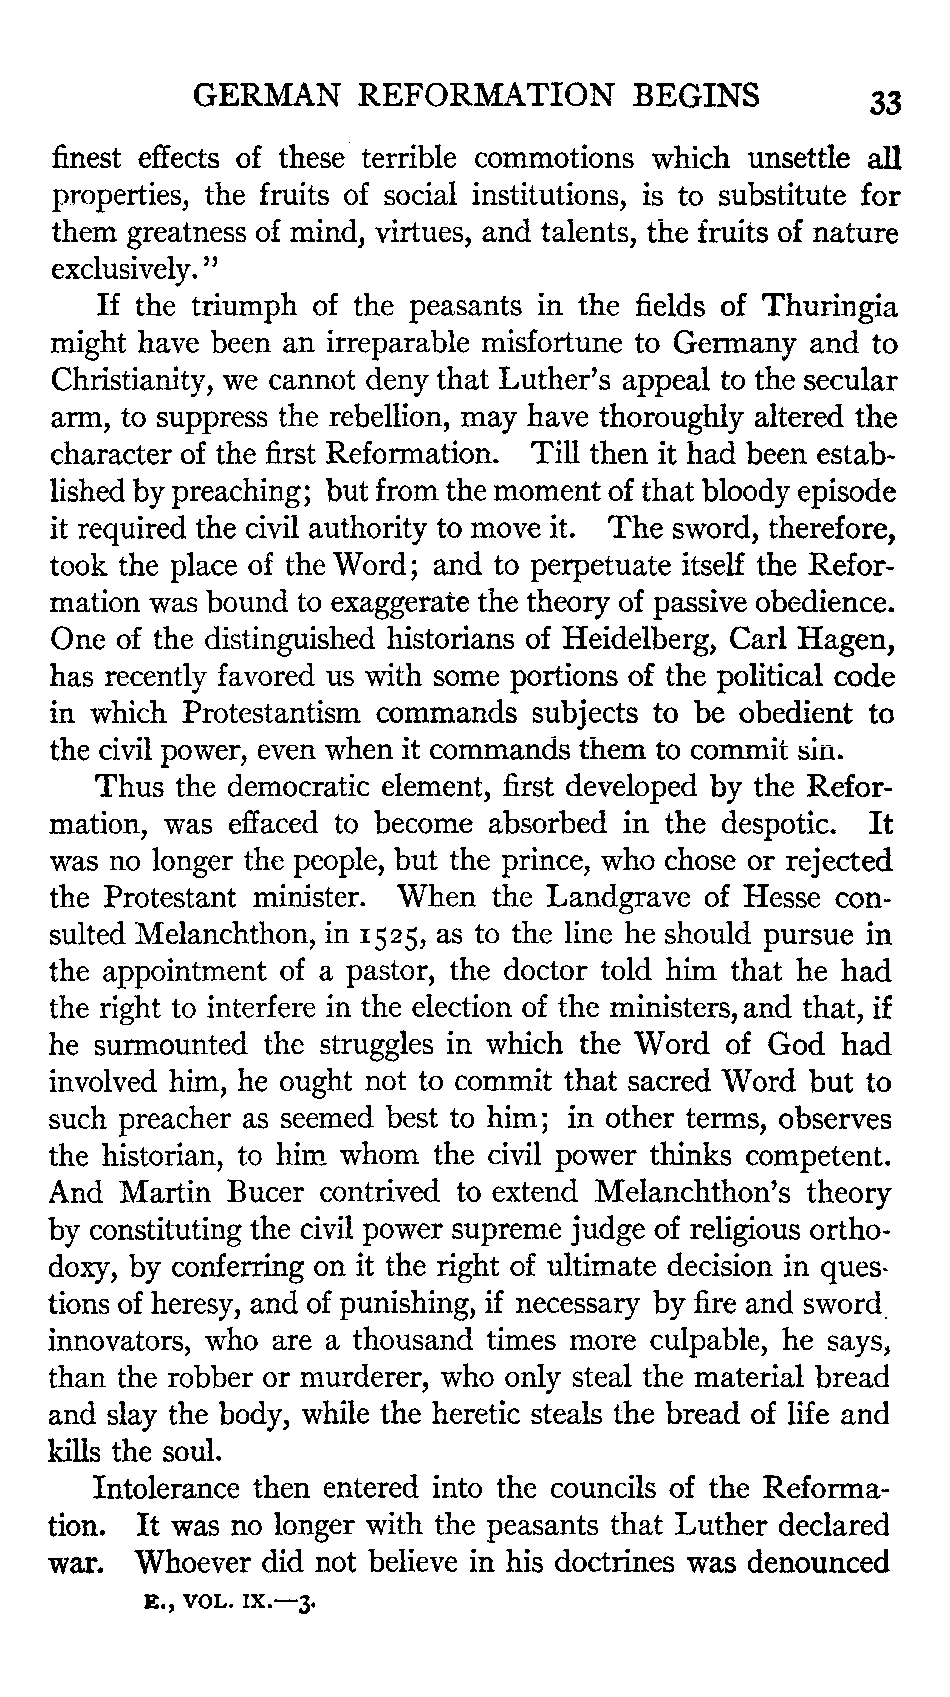 GERMAN REFORMATION BEGINS 33
finest effects of these terrible commotions which unsettle all
properties, the fruits of social institutions, is to substitute for
them greatness of mind, virtues, and talents, the fruits of nature
exclusively."
If the triumph of the peasants in the fields of Thuringia
might have been an irreparable misfortune to Germany and to
Christianity, we cannot deny that Luther's appeal to the secular
arm, to suppress the rebellion, may have thoroughly altered the
character of the first Reformation. Till then it had been estab-
lished by preaching; but from the moment of that bloody episode
it required the civil authority to move it. The sword, therefore,
took the place of the Word; and to perpetuate itself the Refor-
mation was bound to exaggerate the theory of passive obedience.
One of the distinguished historians of Heidelberg, Carl Hagen,
has recently favored us with some portions of the political code
in which Protestantism commands subjects to be obedient to
the civil power, even when it commands them to commit sin.
Thus the democratic element, first developed by the Refor-
mation, was effaced to become absorbed in the despotic. It
was no longer the people, but the prince, who chose or rejected
the Protestant minister. When the Landgrave of Hesse con-
sulted Melanchthon, in 1525, as to the line he should pursue in
the appointment of a pastor, the doctor told him that he had
the right to interfere in the election of the ministers, and that, if
he surmounted the struggles in which the Word of God had
involved him, he ought not to commit that sacred Word but to
such preacher as seemed best to him; in other terms, observes
the historian, to him whom the civil power thinks competent.
And Martin Bucer contrived to extend Melanchthon's theory
by constituting the civil power supreme judge of religious ortho-
doxy, by conferring on it the right of ultimate decision in ques-
tions of heresy, and of punishing, if necessary by fire and sword.
innovators, who are a thousand times more culpable, he says,
than the robber or murderer, who only steal the material bread
and slay the body, while the heretic steals the bread of life and
kills the soul.
Intolerance then entered into the councils of the Reforma-
tion. It was no longer with the peasants that Luther declared
war. Whoever did not believe in his doctrines was denounced
E., VOL. IX.—3.